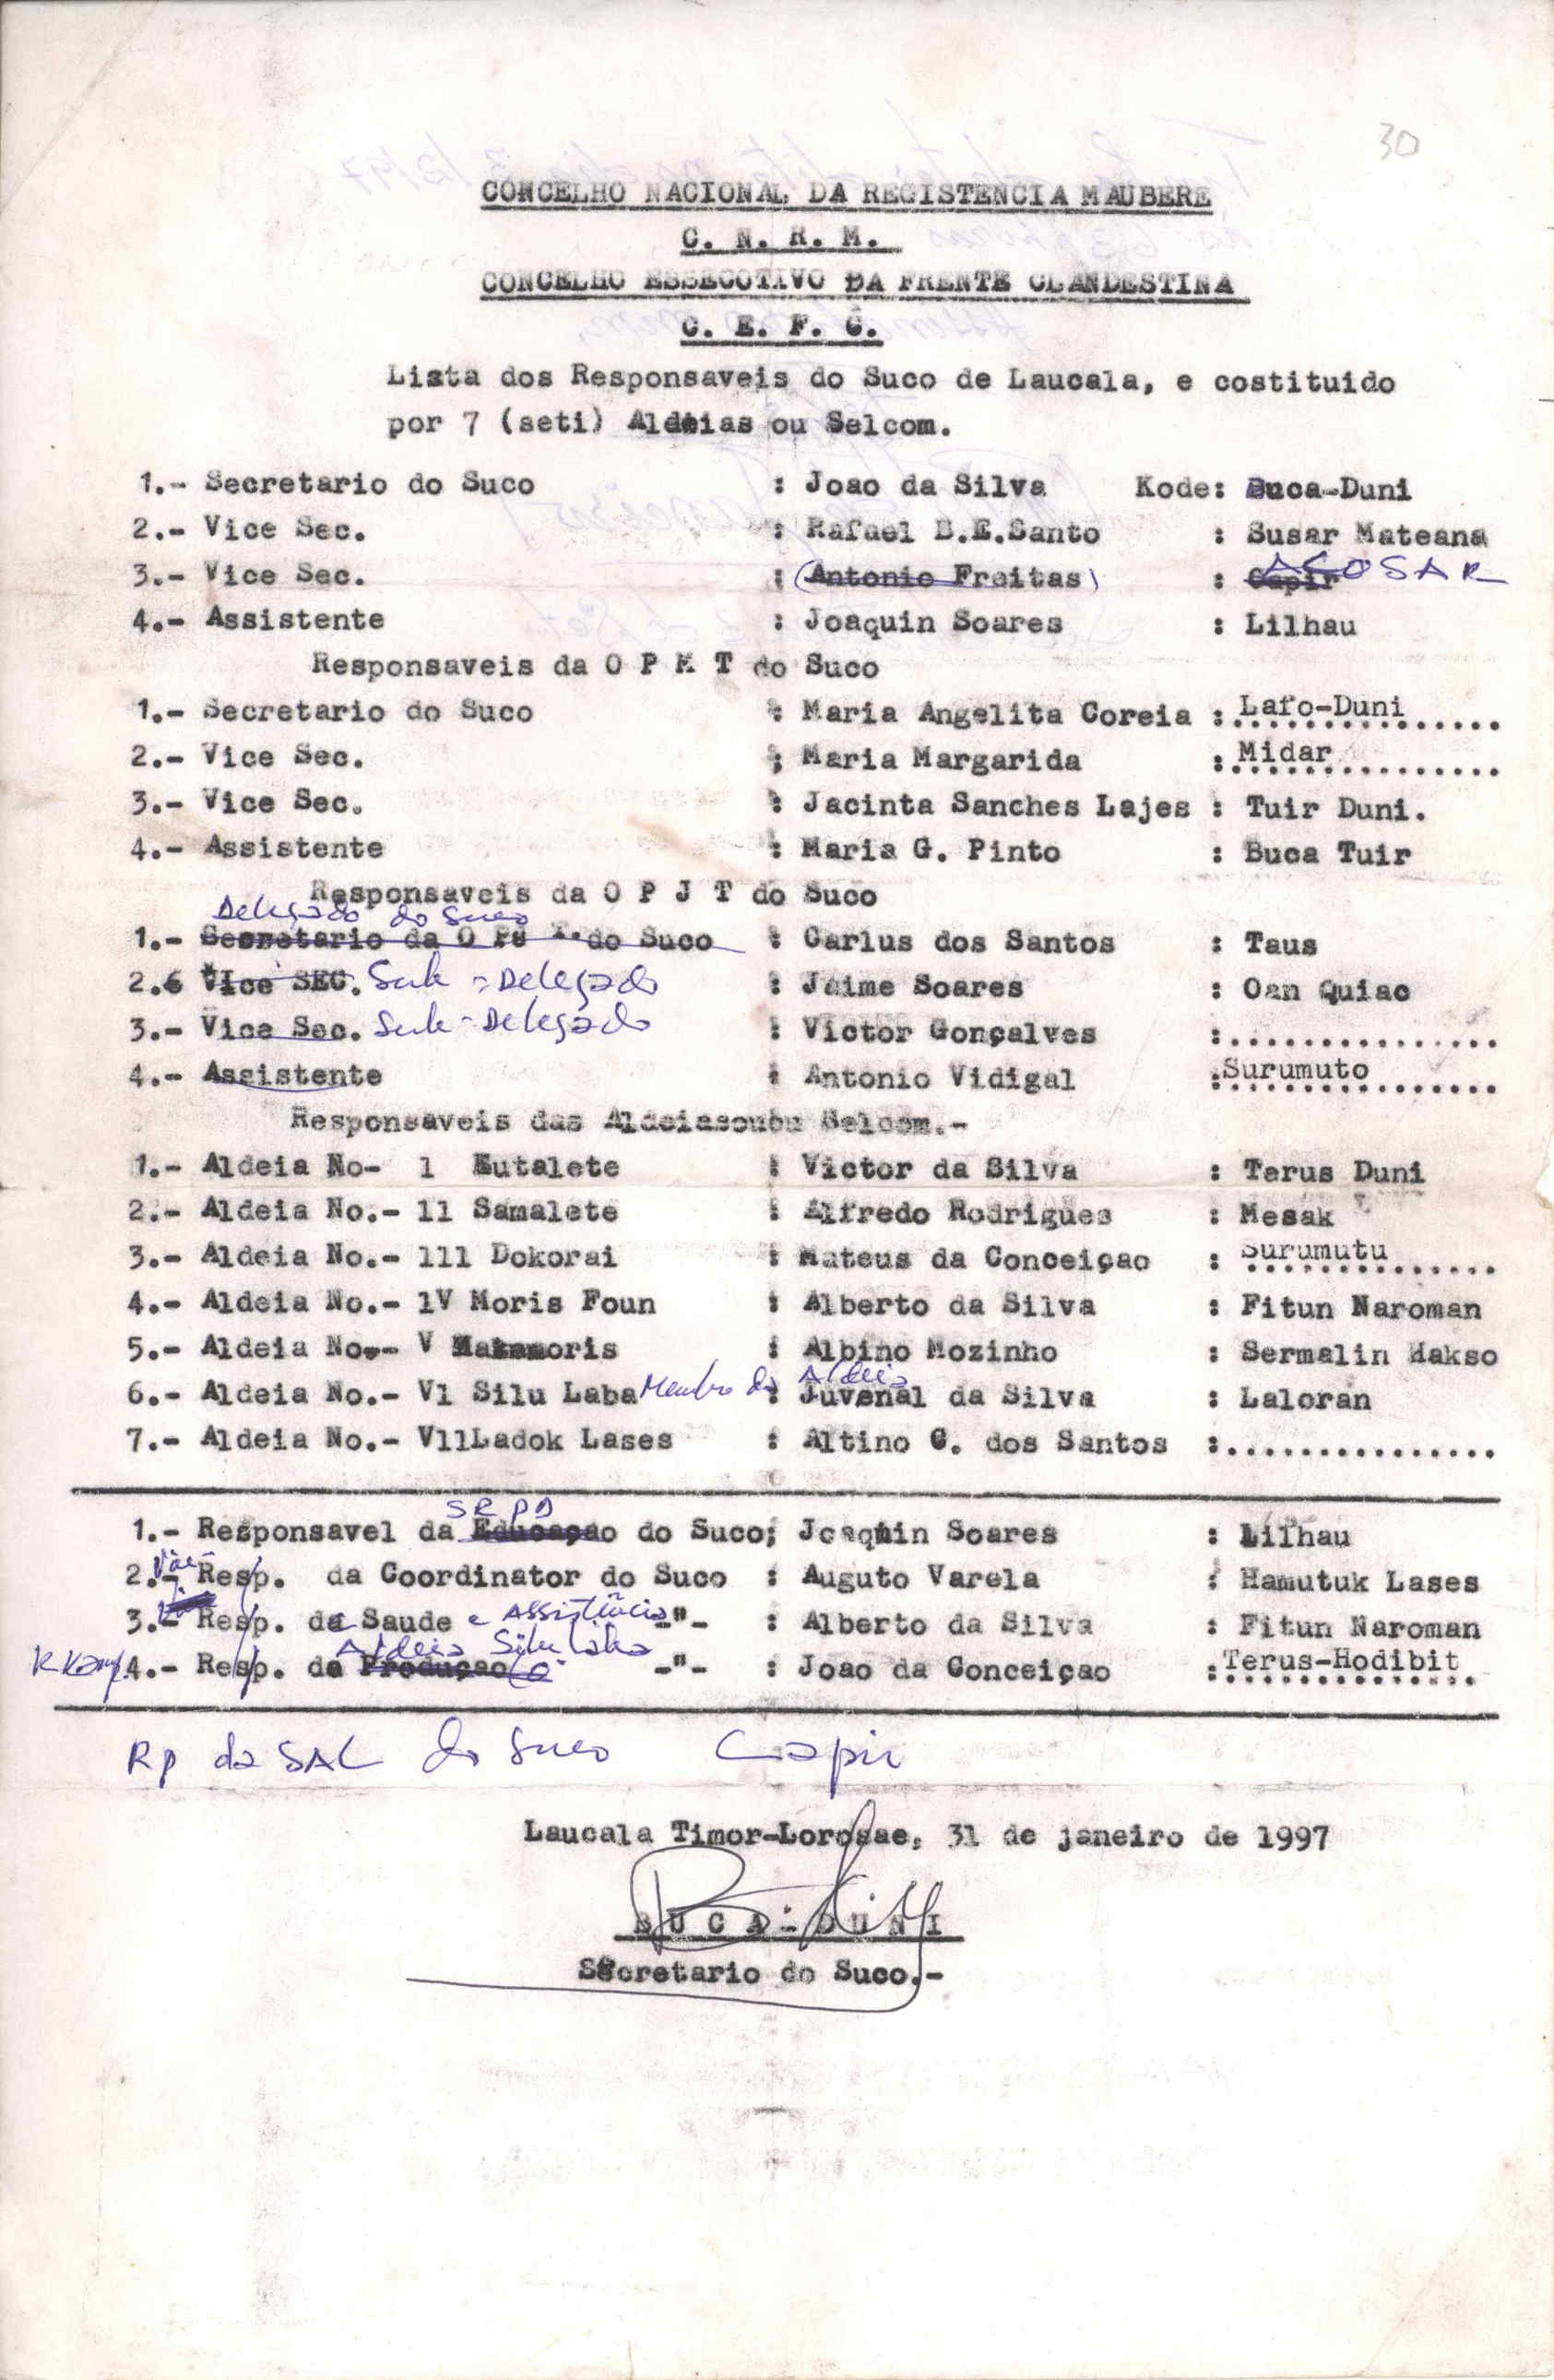 30
CONCELHO NACIONAL DA REGISTENCIA MAUBERE
C. N. R. M.
CONCELHO ESSECOTIVO DA FRENTE CLANDESTINA
C. E. F. C.
Lista dos Responsaveis do Suco de Laucala, e costituido
por 7 (seti) Aldeias ou Selcom.
1.- Secretario do Suco : Joao da Silva Kode: Buca-Duni
2.- Vice Sec. : Rafael B.E.Santo : Susar Mateana
3.- Vice Sec. : (Antonio Freitas) : Capir ASOSAR
4.- Assistente : Joaquin Soares : Lilhau
Responsaveis da O P M T do Suco
1.- Secretario do Suco : Maria Angelita Coreia : Lafo-Duni
2.- Vice Sec. ; Maria Margarida : Midar
3.- Vice Sec. : Jacinta Sanches Lajes : Tuir Duni.
4.- Assistente : Maria G. Pinto : Buca Tuir
Responsaveis da O P J T do Suco
Delegado do Suco
1.- Secretario da O PJ T.do Suco : Carlus dos Santos : Taus
2. Vice SEC. Sub-Delegado : Jaime Soares : Oan Quiac
3.- Vice Sec. Sub-Delegado : Victor Gonçalves :...............
4.- Assistente : Antonio Vidigal : Surumuto
Responsaveis das Selcom.-
1.- Aldeia No- 1 Eutalete : Victor da Silva : Terus Duni
2.- Aldeia No.- 11 Samalete : Alfredo Rodrigues : Mesak
3.- Aldeia No.- 111 Dokorai : Mateus da Conceiçao : Surumutu
4.- Aldeia No.- 1V Moris Foun : Alberto da Silva : Fitun Naroman
5.- Aldeia No.-- V Matamoris : Albino Mozinho : Sermalin Hakso
6.- Aldeia No.- V1 Silu Laba Menbro da Aldeia : Juvenal da Silva : Laloran
7.- Aldeia No.- V11Ladok Lases : Altino G. dos Santos :...............
SRPD
1.- Responsavel da Educaçao do Suco; Joaquin Soares : Lilhau
2.- Vice Resp. da Coordinator do Suco : Auguto Varela : Hamutuk Lases
3.- Resp. de Saude e Assistência -"- : Alberto da Silva : Fitun Naroman
Aldeia Silu Laba
4.- Resp. da Produçao -"- : Joao da Conceiçao : Terus-Hodibit
Rp da SAL do Suco Capir
Laucala Timor-Lorosae, 31 de janeiro de 1997
B U C A - D U N I
Secretario do Suco.-